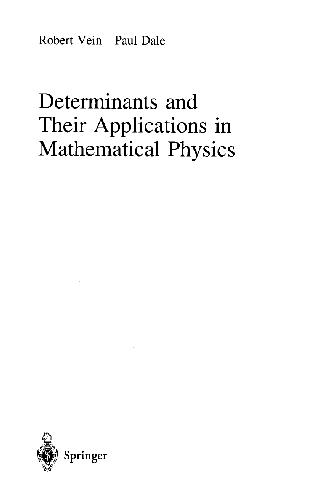 Robert Vein Paul Dale
Determinants and
Their Applications in
Mathematical Physics
Springer